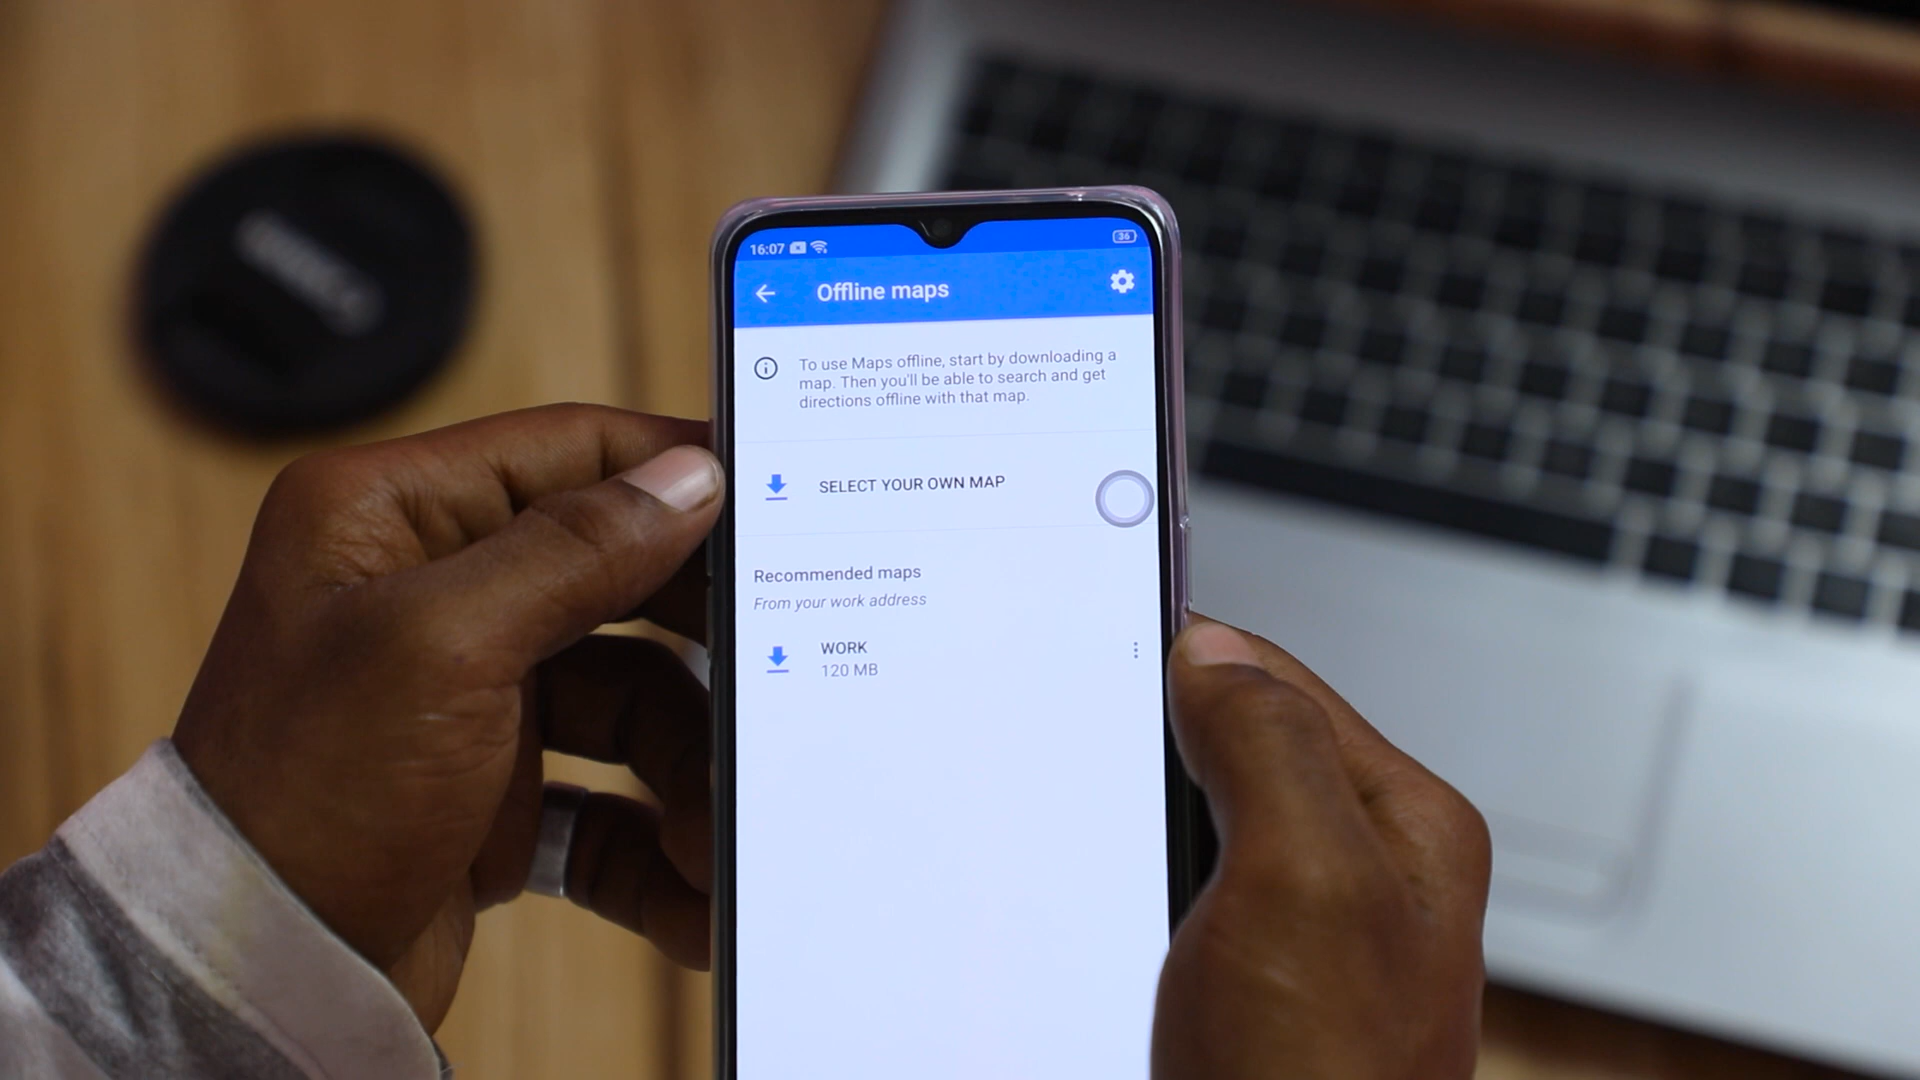 16:07
36
Offline maps
To use Maps offline, start by downloading a
map. Then you'll be able to search and get
directions offline with that map.
SELECT YOUR OWN MAP
Recommended maps
From your work address
WORK
120 MB